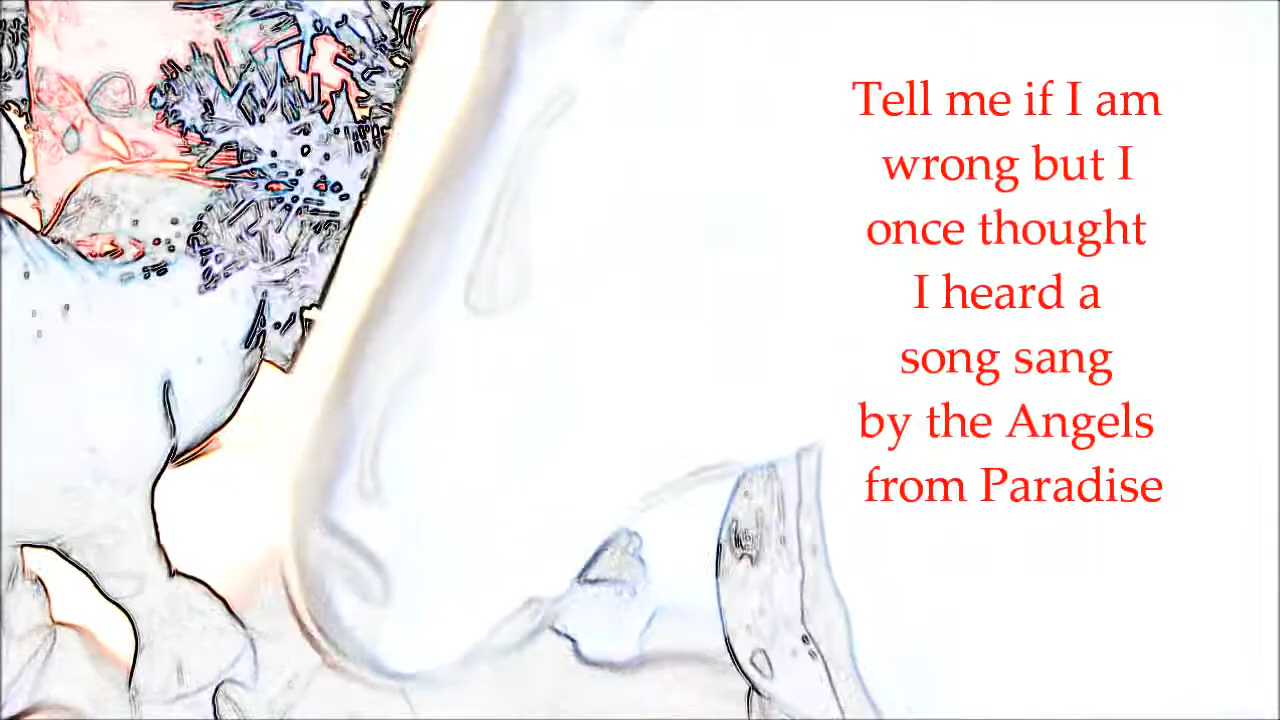 Tell me if I am
wrong but I
once thought
I heard a
song sang
by the Angels
from Paradise